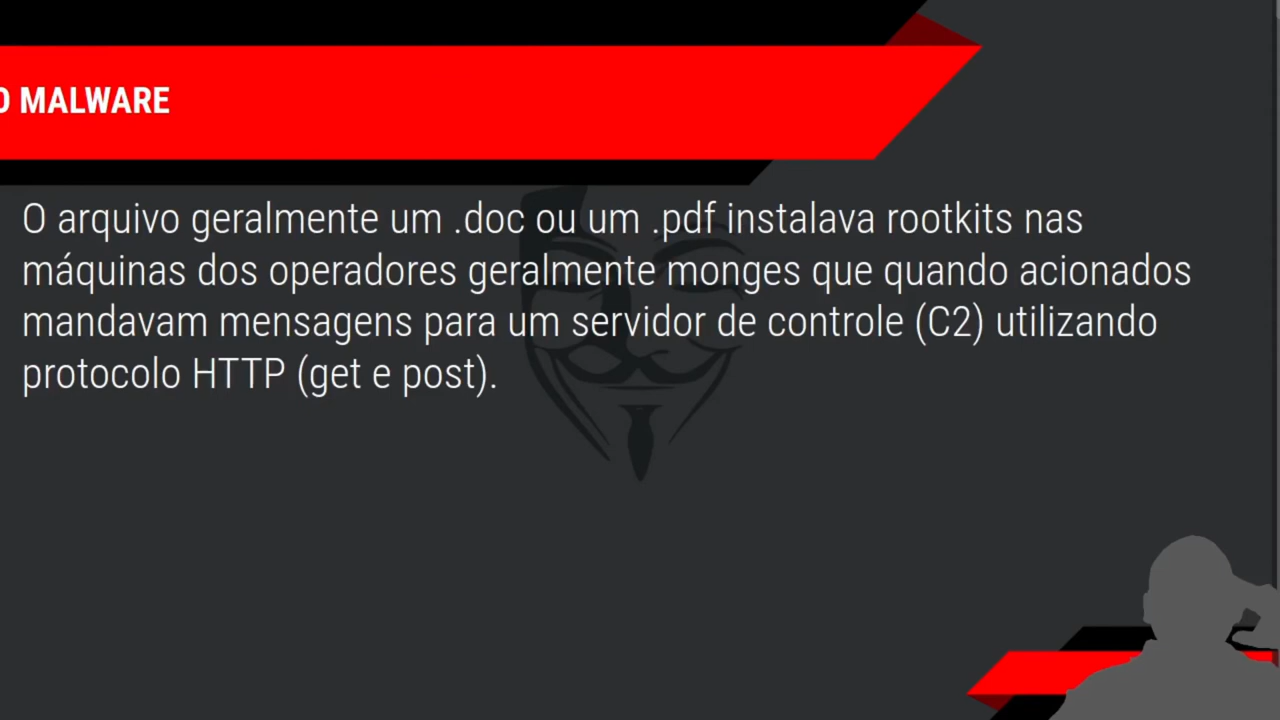 O MALWARE
O arquivo geralmente um .doc ou um .pdf instalava rootkits nas
máquinas dos operadores geralmente monges que quando acionados
mandavam mensagens para um servidor de controle (C2) utilizando
protocolo HTTP (get e post).